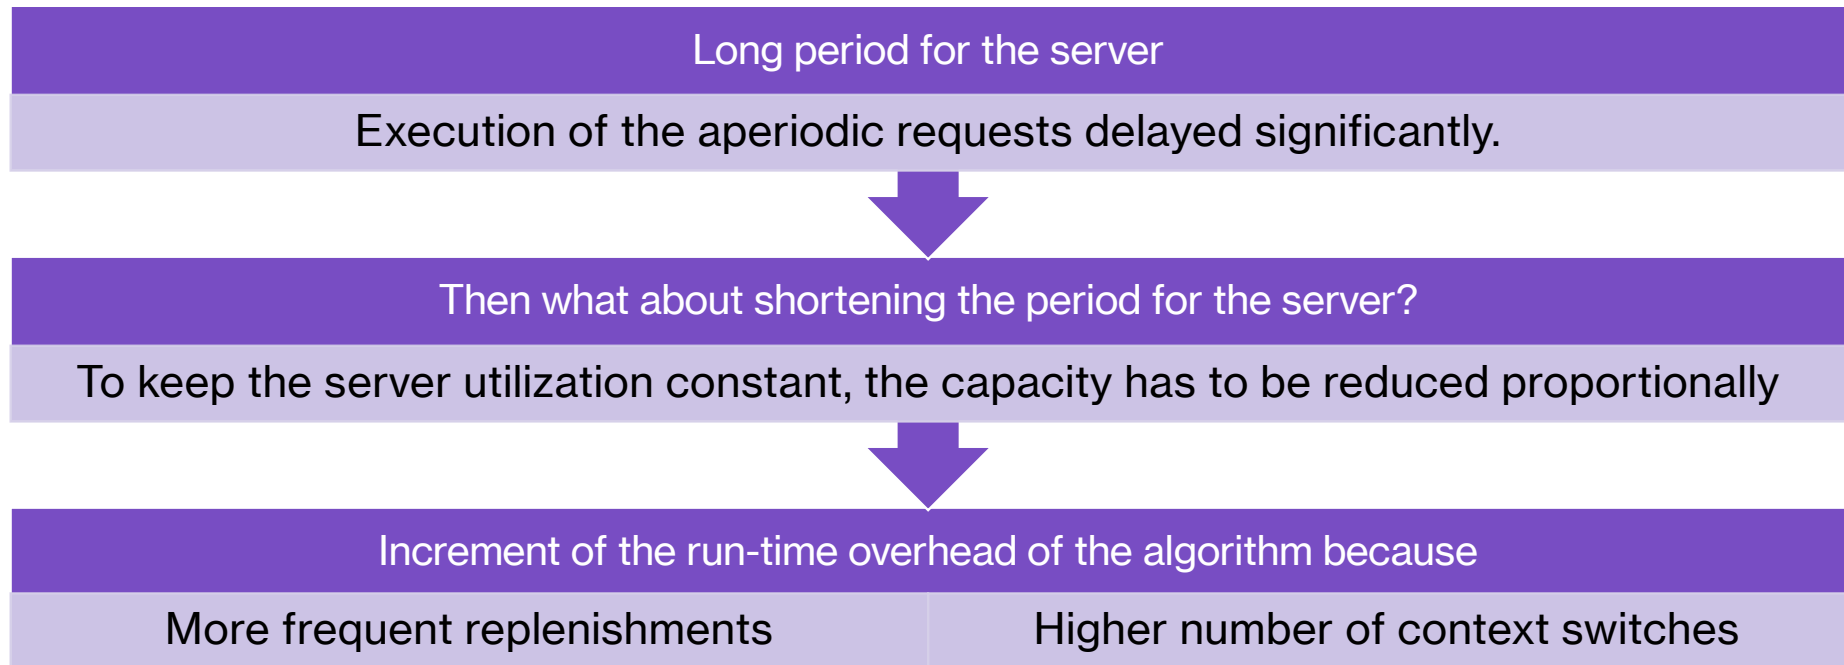 Long period for the server
Execution of the aperiodic requests delayed significantly.
Then what about shortening the period for the server?
To keep the server utilization constant, the capacity has to be reduced proportionally
Increment of the run-time overhead of the algorithm because
More frequent replenishments
Higher number of context switches